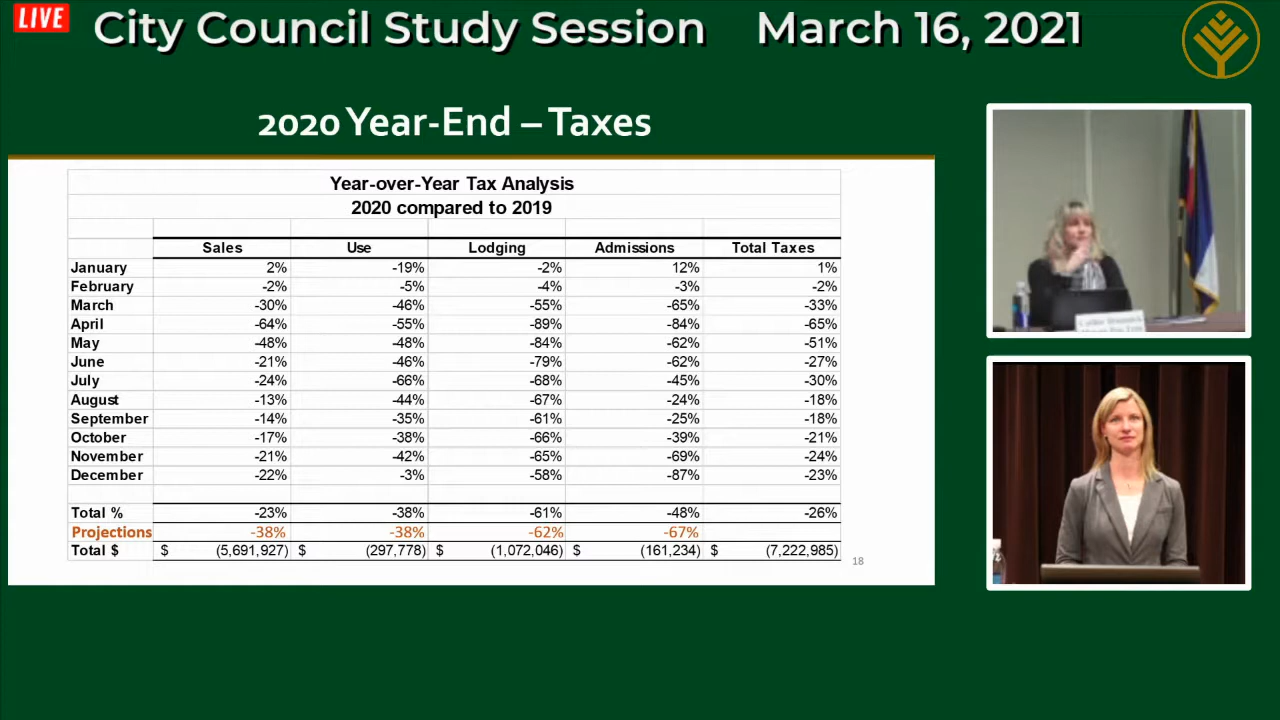 LIVE
City Council Study Session March 16, 2021
2020 Year-End – Taxes
Year-over-Year Tax Analysis
2020 compared to 2019
Sales Use Lodging Admissions Total Taxes
January 2% -19% -2% 12% 1%
February -2% -5% -4% -3% -2%
March -30% -46% -55% -65% -33%
April -64% -55% -89% -84% -65%
May -48% -48% -84% -62% -51%
June -21% -46% -79% -62% -27%
July -24% -66% -68% -45% -30%
August -13% -44% -67% -24% -18%
September -14% -35% -61% -25% -18%
October -17% -38% -66% -39% -21%
November -21% -42% -65% -69% -24%
December -22% -3% -58% -87% -23%
Total % -23% -38% -61% -48% -26%
Projections -38% -38% -62% -67%
Total $ $ (5,691,927) $ (297,778) $ (1,072,046) $ (161,234) $ (7,222,985)
18